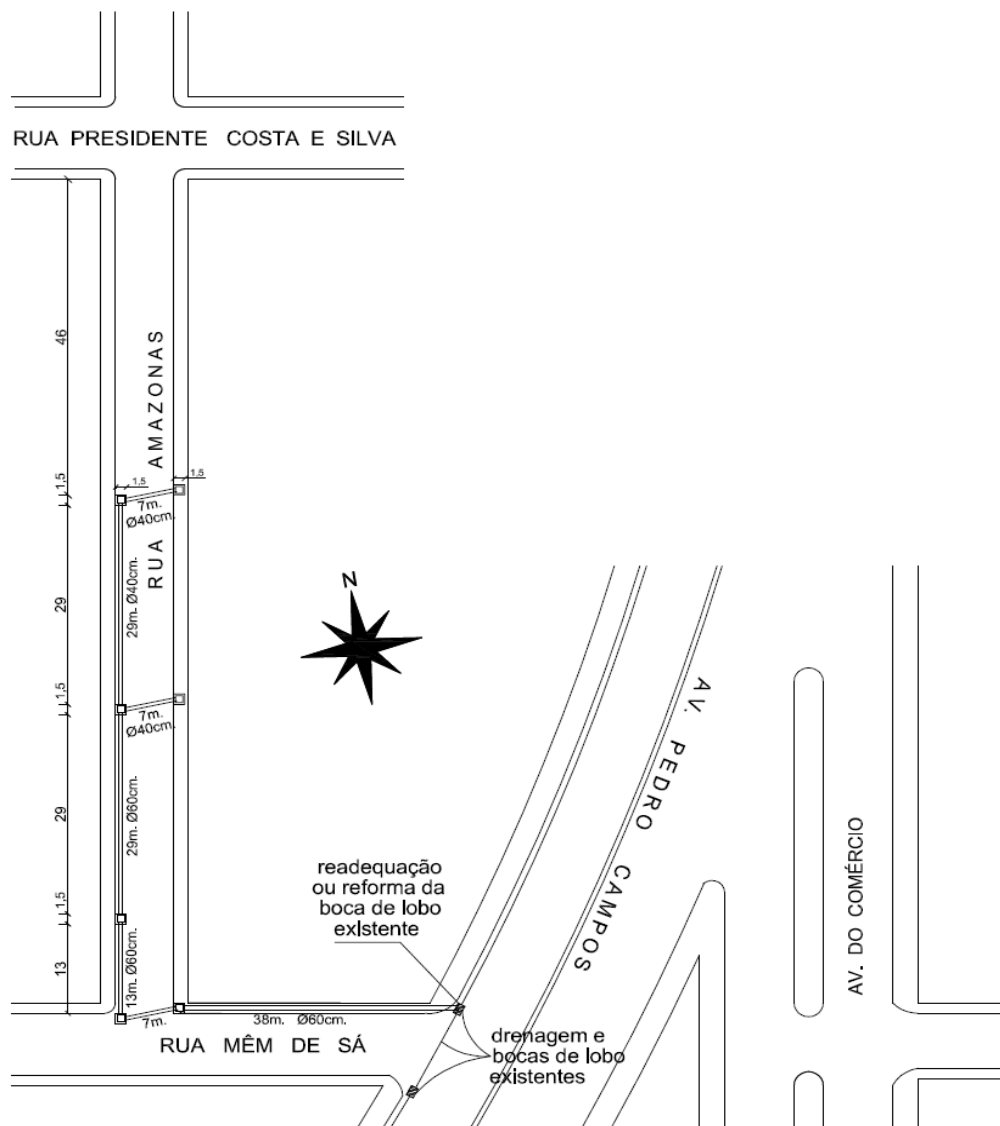 RUA PRESIDENTE COSTA E SILVA
46
RUA AMAZONAS
1,5
1,5
1,5
7m.
Ø40cm.
29
29m. Ø40cm.
N
1,5
7m.
Ø40cm.
29
29m. Ø60cm.
AV. PEDRO CAMPOS
AV. DO COMÉRCIO
readequação
ou reforma da
boca de lobo
existente
1,5
13
13m. Ø60cm.
7m.
38m. Ø60cm.
RUA MÊM DE SÁ
drenagem e
bocas de lobo
existentes